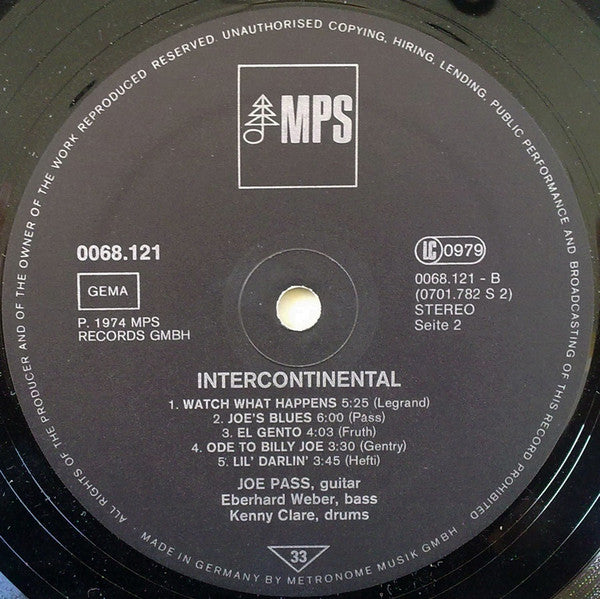 ALL RIGHTS OF THE PRODUCER AND OF THE OWNER OF THE WORK REPRODUCED RESERVED. UNAUTHORISED COPYING, HIRING, LENDING, PUBLIC PERFORMANCE AND BROADCASTING OF THIS RECORD PROHIBITED
MPS
0068.121
GEMA
P. 1974 MPS
RECORDS GMBH
LC 0979
0068.121 - B
(0701.782 S 2)
STEREO
Seite 2
INTERCONTINENTAL
1. WATCH WHAT HAPPENS 5:25 (Legrand)
2. JOE'S BLUES 6:00 (Pass)
3. EL GENTO 4:03 (Fruth)
4. ODE TO BILLY JOE 3:30 (Gentry)
5. LIL' DARLIN' 3:45 (Hefti)
JOE PASS, guitar
Eberhard Weber, bass
Kenny Clare, drums
33
MADE IN GERMANY BY METRONOME MUSIK GMBH